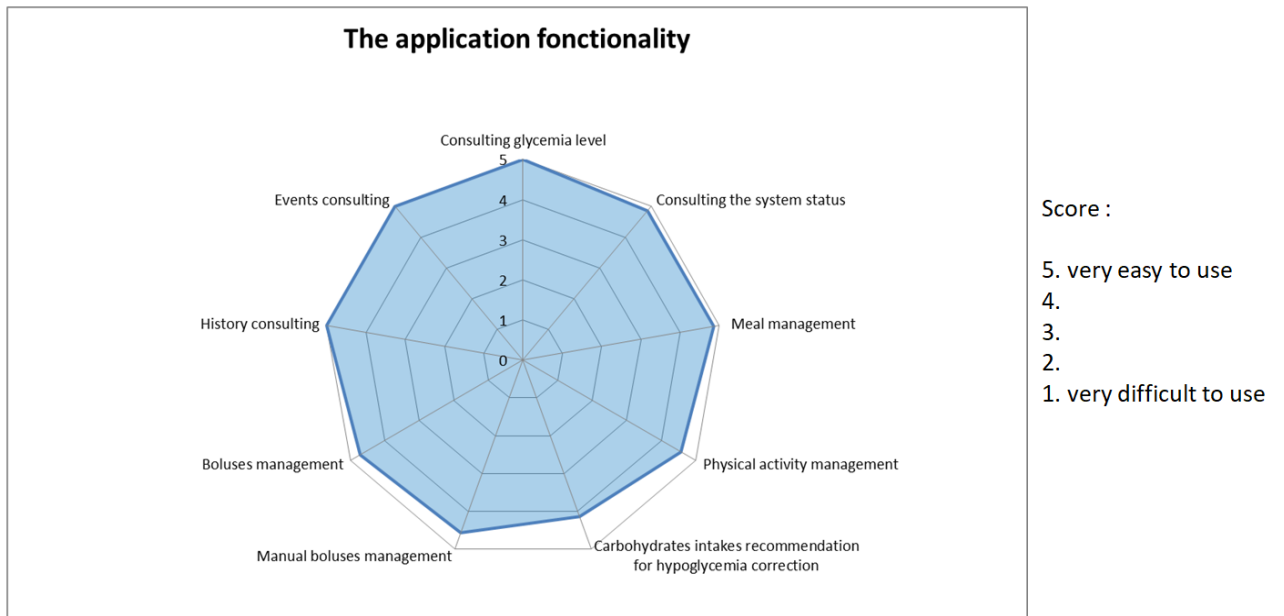 The application fonctionality
Consulting glycemia level
5
4
3
2
1
0
Events consulting
Consulting the system status
History consulting
Meal management
Boluses management
Physical activity management
Manual boluses management
Carbohydrates intakes recommendation
for hypoglycemia correction
Score :
5. very easy to use
4.
3.
2.
1. very difficult to use